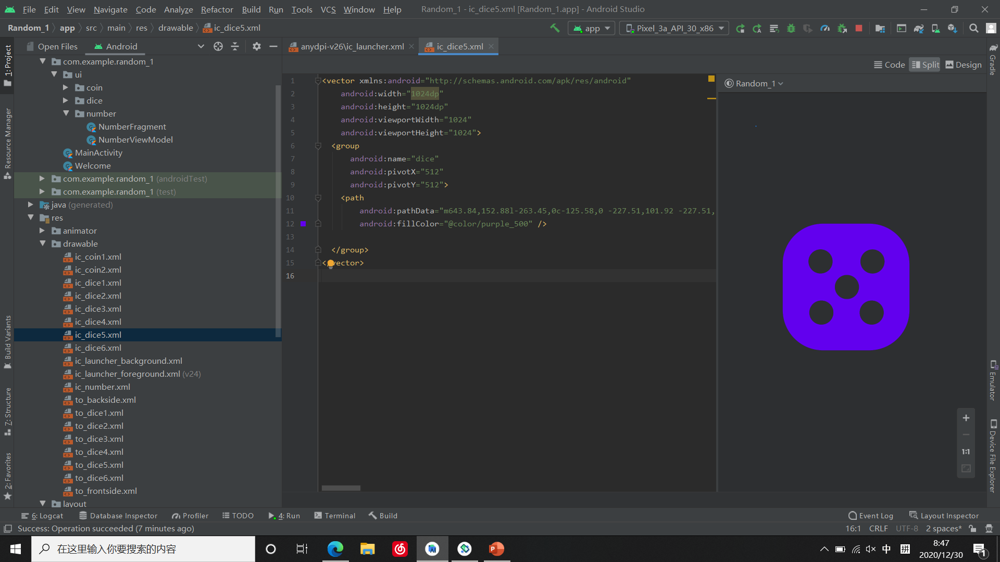 File Edit View Navigate Code Analyze Refactor Build Run Tools VCS Window Help Random_1 - ic_dice5.xml [Random_1.app] - Android Studio
Random_1 app src main res drawable ic_dice5.xml app Pixel_3a_API_30_x86
Open Files Android anydpi-v26\ic_launcher.xml ic_dice5.xml
Code Split Design
Random_1
1: Project
Resource Manager
Build Variants
7: Structure
2: Favorites
com.example.random_1
ui
coin
dice
number
NumberFragment
NumberViewModel
MainActivity
Welcome
com.example.random_1 (androidTest)
com.example.random_1 (test)
java (generated)
res
animator
drawable
ic_coin1.xml
ic_coin2.xml
ic_dice1.xml
ic_dice2.xml
ic_dice3.xml
ic_dice4.xml
ic_dice5.xml
ic_dice6.xml
ic_launcher_background.xml
ic_launcher_foreground.xml (v24)
ic_number.xml
to_backside.xml
to_dice1.xml
to_dice2.xml
to_dice3.xml
to_dice4.xml
to_dice5.xml
to_dice6.xml
to_frontside.xml
layout
1 <vector xmlns:android="http://schemas.android.com/apk/res/android"
2 android:width="1024dp"
3 android:height="1024dp"
4 android:viewportWidth="1024"
5 android:viewportHeight="1024">
6 <group
7 android:name="dice"
8 android:pivotX="512"
9 android:pivotY="512">
10 <path
11 android:pathData="m643.84,152.88l-263.45,0c-125.58,0 -227.51,101.92 -227.51,
12 android:fillColor="@color/purple_500" />
13
14 </group>
15 < vector>
16
1:1
Gradle
Emulator
Device File Explorer
6: Logcat Database Inspector Profiler TODO 4: Run Terminal Build Event Log Layout Inspector
Success: Operation succeeded (7 minutes ago) 16:1 CRLF UTF-8 2 spaces*
在这里输入你要搜索的内容
中 拼 8:47
2020/12/30
1